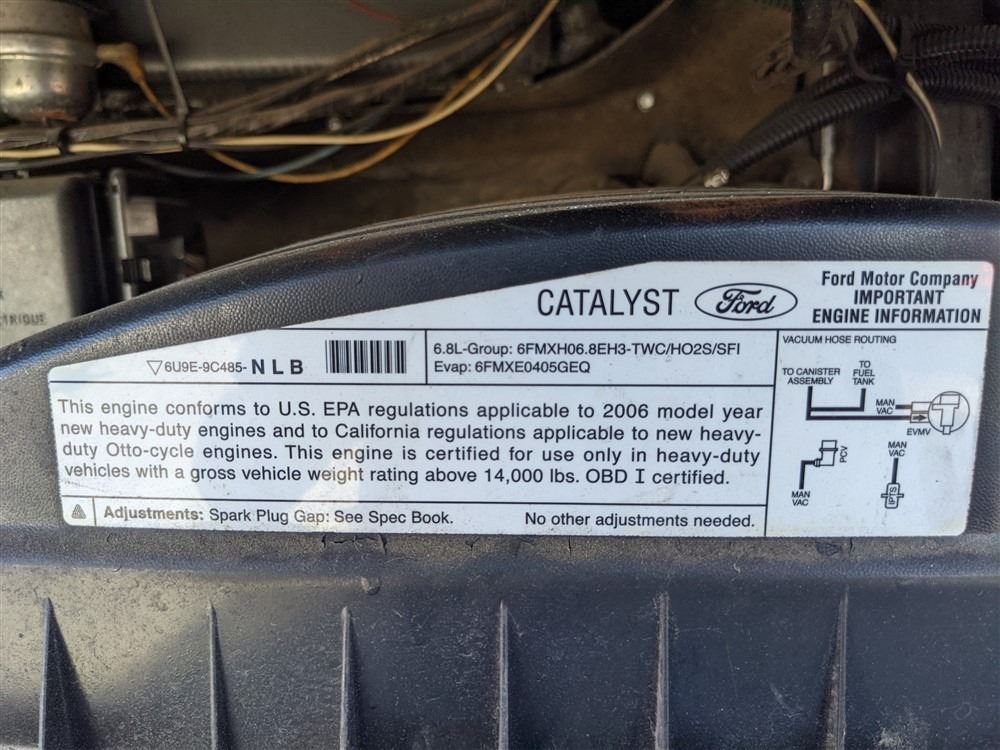 CATALYST Ford
Ford Motor Company
IMPORTANT
ENGINE INFORMATION
6U9E-9C485- NLB
6.8L-Group: 6FMXH06.8EH3-TWC/HO2S/SFI
Evap: 6FMXE0405GEQ
This engine conforms to U.S. EPA regulations applicable to 2006 model year
new heavy-duty engines and to California regulations applicable to new heavy-
duty Otto-cycle engines. This engine is certified for use only in heavy-duty
vehicles with a gross vehicle weight rating above 14,000 lbs. OBD I certified.
Adjustments: Spark Plug Gap: See Spec Book. No other adjustments needed.
VACUUM HOSE ROUTING
TO CANISTER
ASSEMBLY
TO
FUEL
TANK
MAN
VAC
EVMV
PCV
MAN
VAC
MAN
VAC
IPTS